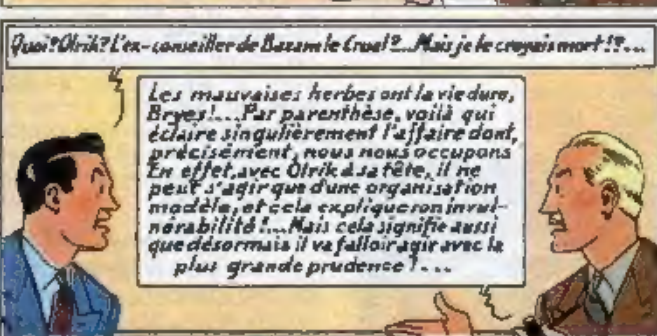 Quoi? Olrik? L'ex-conseiller de Bazam le Cruel?... Mais je le croyais mort!?...
Les mauvaises herbes ont la vie dure,
Bryes!... Par parenthèse, voilà qui
éclaire singulièrement l'affaire dont,
précisément, nous nous occupons
En effet, avec Olrik à sa tête, il ne
peut s'agir que d'une organisation
modèle, et cela explique son invul-
nérabilité!... Mais cela signifie aussi
que désormais il va falloir agir avec la
plus grande prudence!...